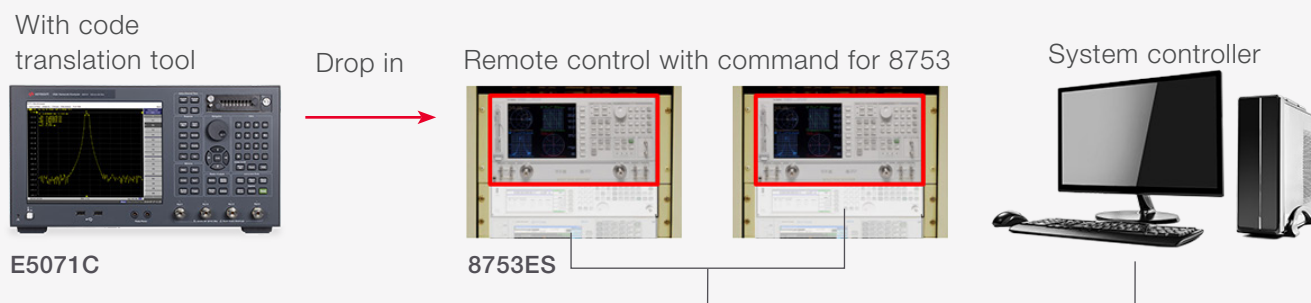 With code
translation tool
Drop in
Remote control with command for 8753
System controller
E5071C
8753ES